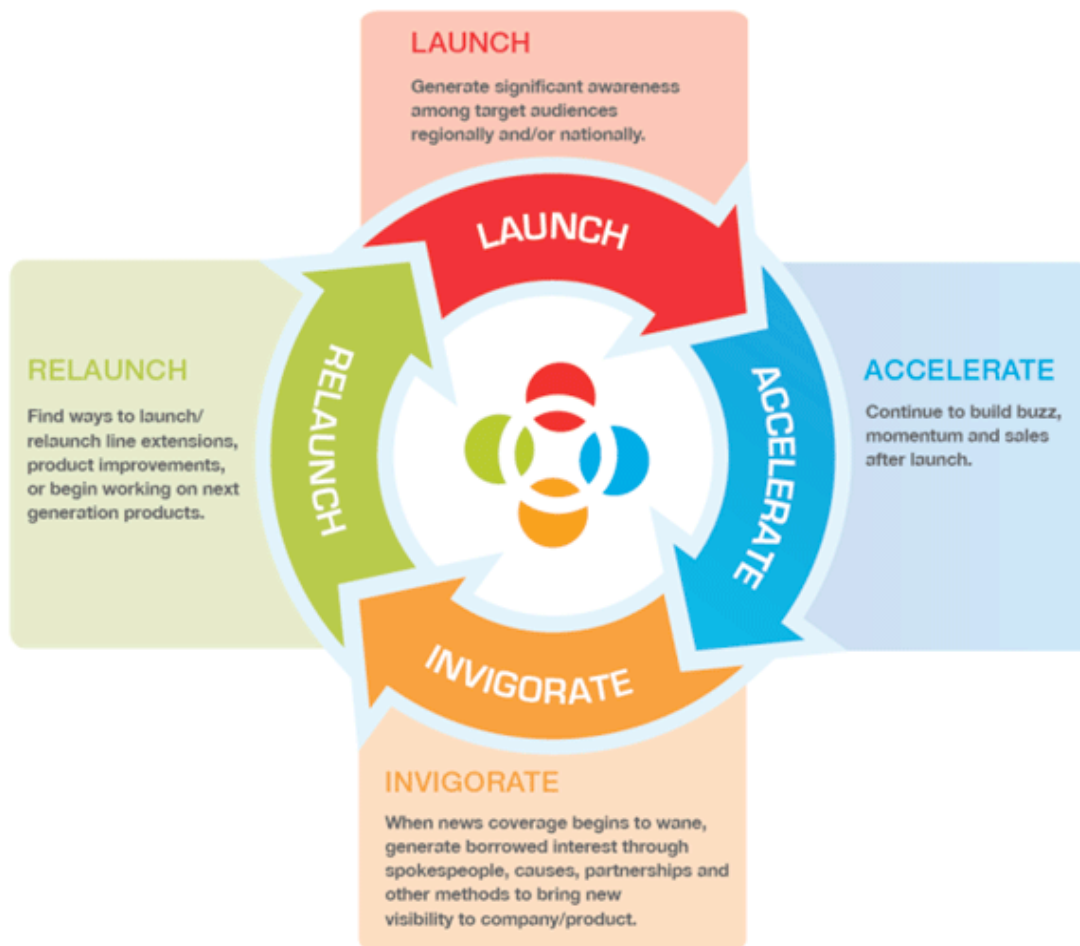 LAUNCH
Generate significant awareness
among target audiences
regionally and/or nationally.
LAUNCH
RELAUNCH
Find ways to launch/
relaunch line extensions,
product improvements,
or begin working on next
generation products.
RELAUNCH
ACCELERATE
ACCELERATE
Continue to build buzz,
momentum and sales
after launch.
INVIGORATE
INVIGORATE
When news coverage begins to wane,
generate borrowed interest through
spokespeople, causes, partnerships and
other methods to bring new
visibility to company/product.